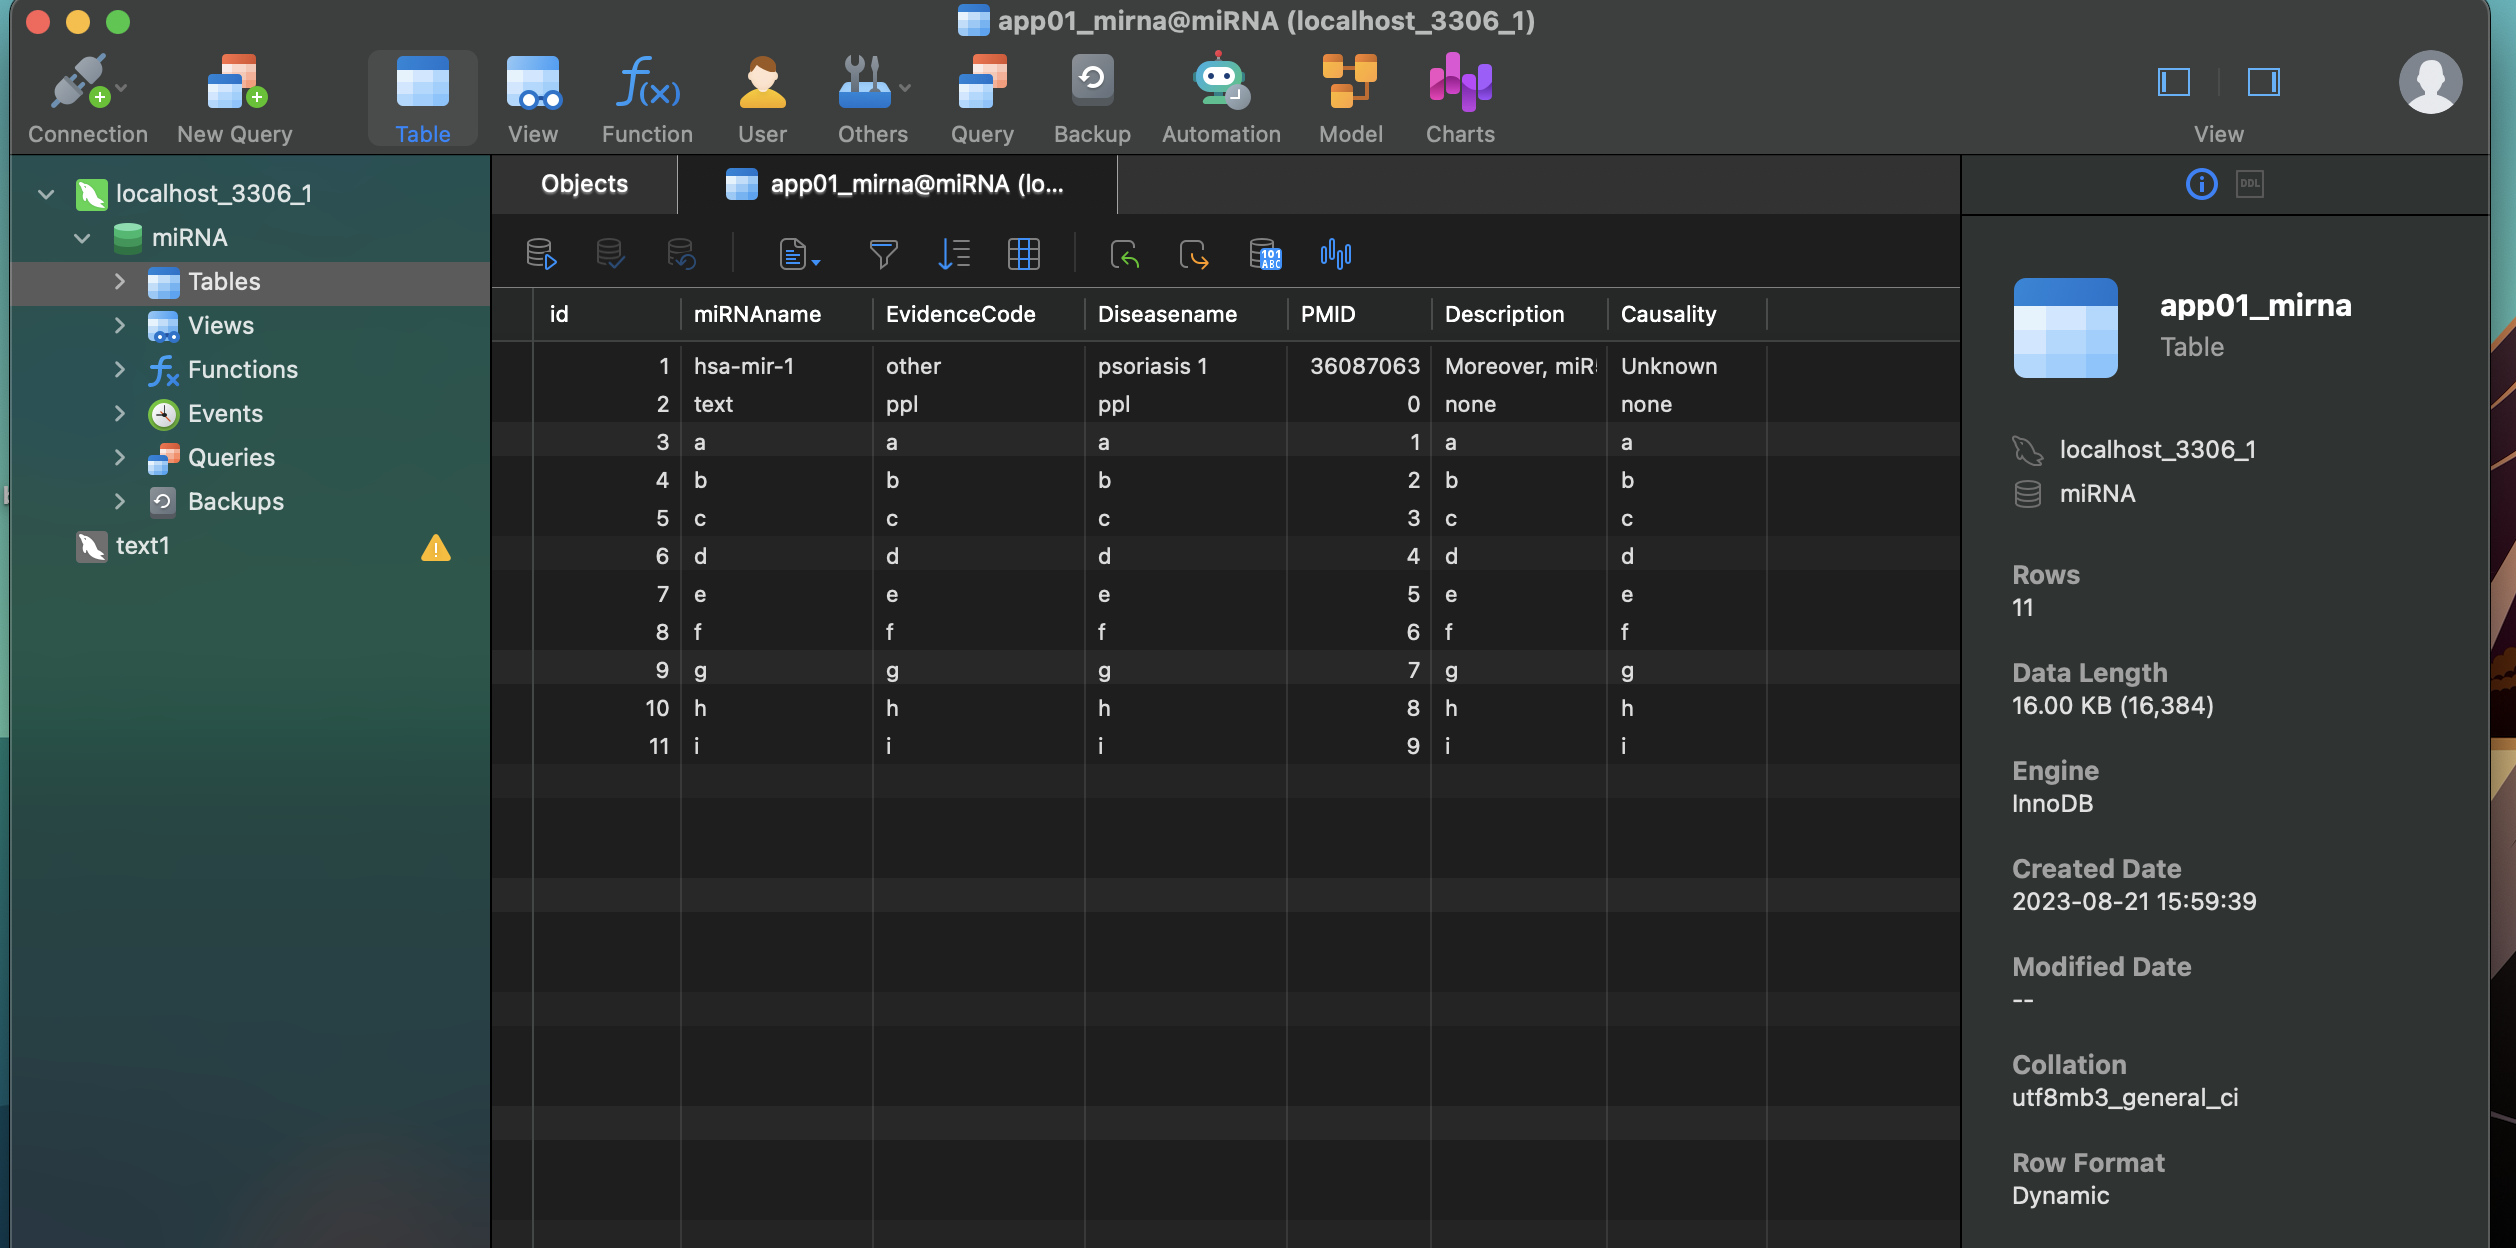 app01_mirna@miRNA (localhost_3306_1)
Connection New Query Table View Function User Others Query Backup Automation Model Charts View
Objects app01_mirna@miRNA (lo...
localhost_3306_1
miRNA
Tables
Views
Functions
Events
Queries
Backups
text1
id miRNAname EvidenceCode Diseasename PMID Description Causality
1 hsa-mir-1 other psoriasis 1 36087063 Moreover, miR Unknown
2 text ppl ppl 0 none none
3 a a a 1 a a
4 b b b 2 b b
5 c c c 3 c c
6 d d d 4 d d
7 e e e 5 e e
8 f f f 6 f f
9 g g g 7 g g
10 h h h 8 h h
11 i i i 9 i i
DDL
app01_mirna
Table
localhost_3306_1
miRNA
Rows
11
Data Length
16.00 KB (16,384)
Engine
InnoDB
Created Date
2023-08-21 15:59:39
Modified Date
--
Collation
utf8mb3_general_ci
Row Format
Dynamic